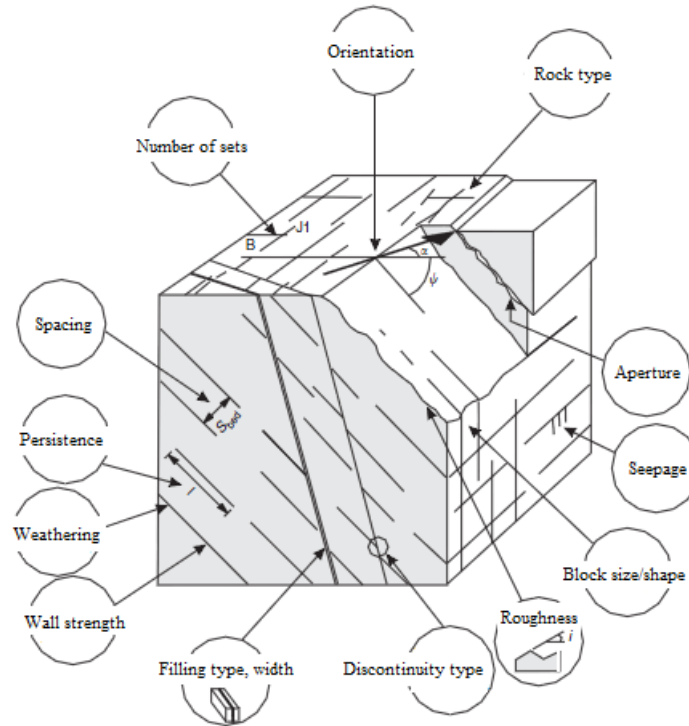 Orientation
Rock type
Number of sets
J1
B
α
ψ
Spacing
Sbed
Aperture
Persistence
l
Seepage
Weathering
Block size/shape
Wall strength
Roughness
i
Filling type, width
Discontinuity type